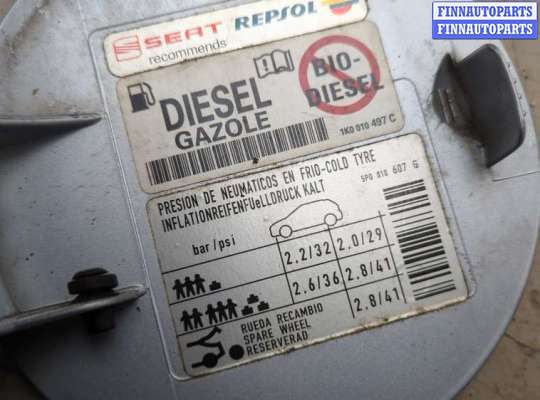 FINNAUTOPARTS
FINNAUTOPARTS
SEAT REPSOL
recommends
DIESEL
GAZOLE
BIO-
DIESEL
1K0 010 497 C
PRESION DE NEUMATICOS EN FRIO-COLD TYRE
INFLATIONREIFENFUeLLDRUCK KALT
5P0 010 607 G
bar/psi
2.2/32 2.0/29
2.6/36 2.8/41
2.8/41
RUEDA RECAMBIO
SPARE WHEEL
RESERVERAD